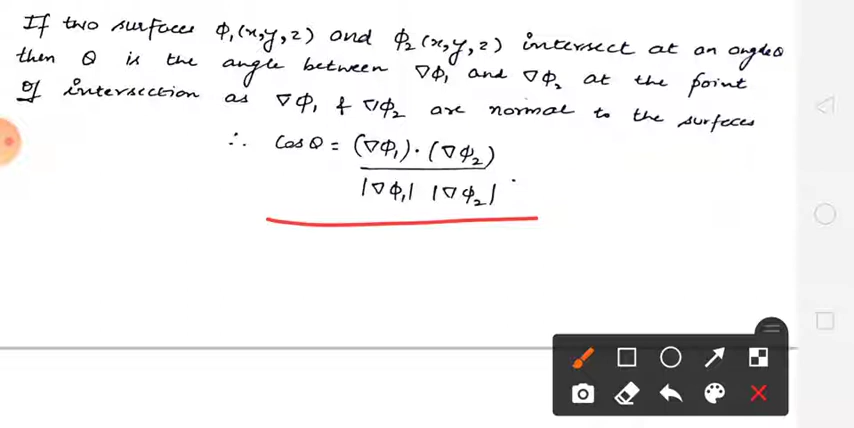 If two surfaces ϕ₁(x,y,z) and ϕ₂(x,y,z) intersect at an angle θ
then θ is the angle between ∇ϕ₁ and ∇ϕ₂ at the point
of intersection as ∇ϕ₁ & ∇ϕ₂ are normal to the surfaces
∴ Cos θ = (∇ϕ₁)·(∇ϕ₂)
|∇ϕ₁| |∇ϕ₂|